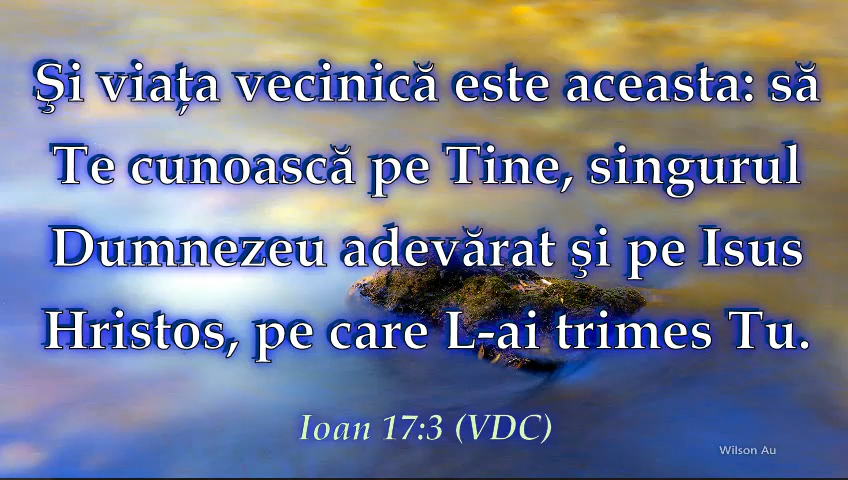 Şi viaţa vecinică este aceasta: să
Te cunoască pe Tine, singurul
Dumnezeu adevărat şi pe Isus
Hristos, pe care L-ai trimes Tu.
Ioan 17:3 (VDC)
Wilson Au